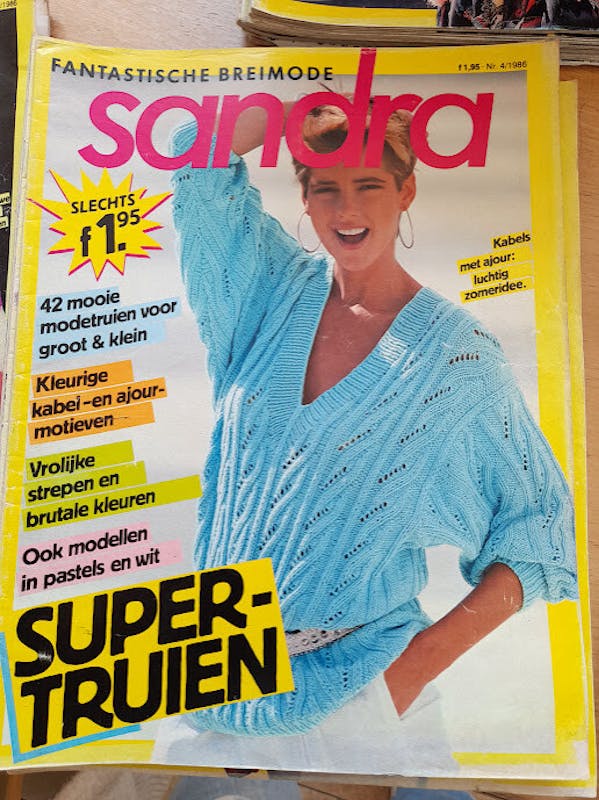 FANTASTISCHE BREIMODE
f1,95 - Nr. 4/1986
sandra
SLECHTS
f1.95
Kabels
met ajour:
luchtig
zomeridee.
42 mooie
modetruien voor
groot & klein
Kleurige
kabel-en ajour-
motieven
Vrolijke
strepen en
brutale kleuren
Ook modellen
in pastels en wit
SUPER-
TRUIEN